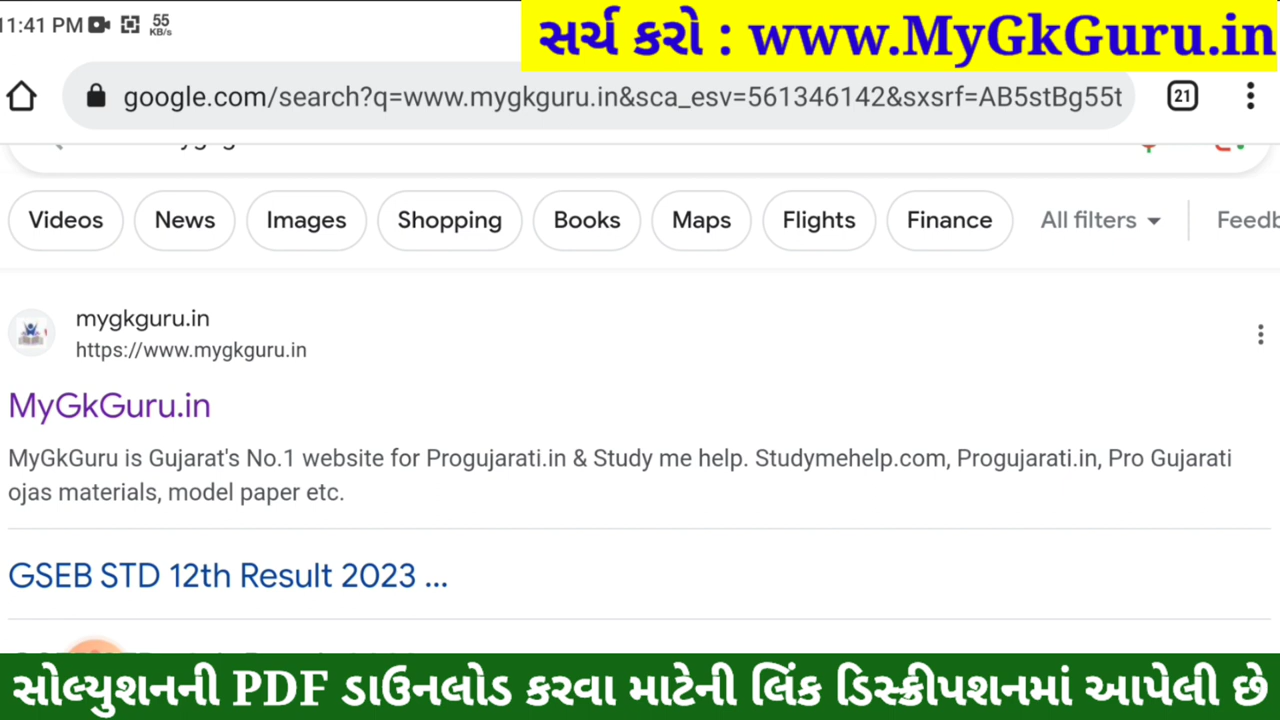 11:41 PM 55 KB/s
સર્ચ કરો : www.MyGkGuru.in
google.com/search?q=www.mygkguru.in&sca_esv=561346142&sxsrf=AB5stBg55t
21
Videos News Images Shopping Books Maps Flights Finance All filters Feedb
mygkguru.in
https://www.mygkguru.in
MyGkGuru.in
MyGkGuru is Gujarat's No.1 website for Progujarati.in & Study me help. Studymehelp.com, Progujarati.in, Pro Gujarati
ojas materials, model paper etc.
GSEB STD 12th Result 2023 ...
સોલ્યુશનની PDF ડાઉનલોડ કરવા માટેની લિંક ડિસ્ક્રીપશનમાં આપેલી છે